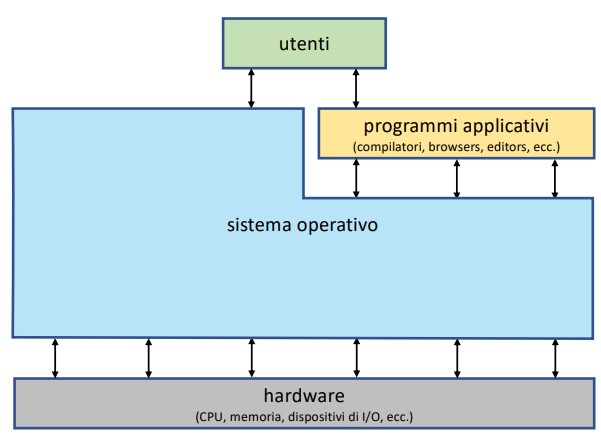 utenti
programmi applicativi
(compilatori, browsers, editors, ecc.)
sistema operativo
hardware
(CPU, memoria, dispositivi di I/O, ecc.)